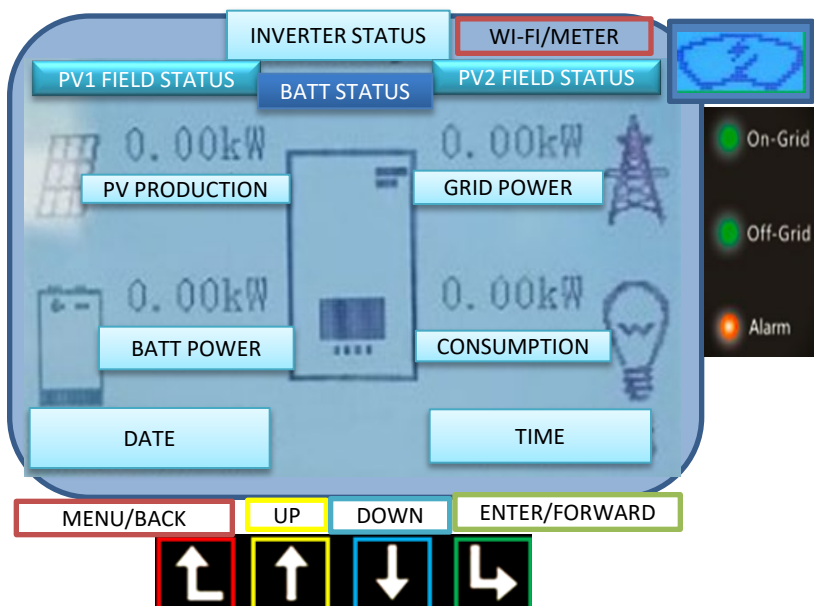 INVERTER STATUS
WI-FI/METER
PV1 FIELD STATUS
BATT STATUS
PV2 FIELD STATUS
0.00kW
0.00kW
On-Grid
PV PRODUCTION
GRID POWER
Off-Grid
0.00kW
0.00kW
Alarm
BATT POWER
CONSUMPTION
DATE
TIME
MENU/BACK
UP
DOWN
ENTER/FORWARD